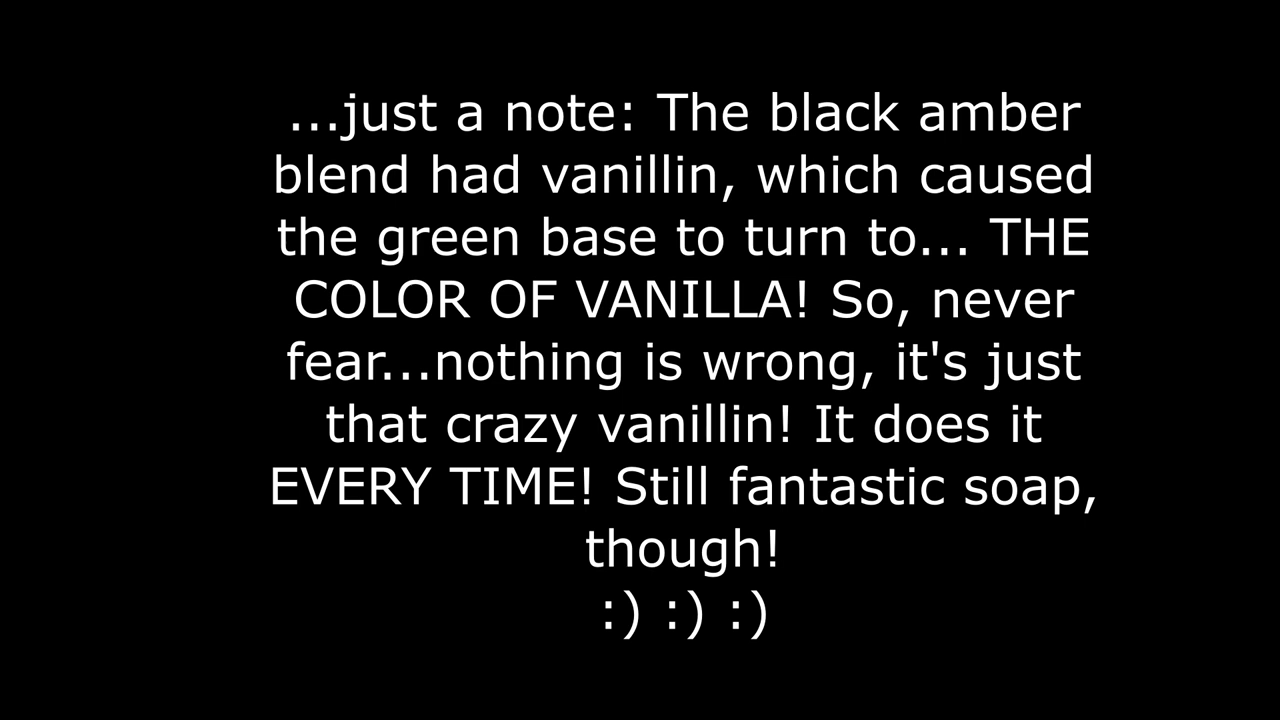 ...just a note: The black amber
blend had vanillin, which caused
the green base to turn to... THE
COLOR OF VANILLA! So, never
fear...nothing is wrong, it's just
that crazy vanillin! It does it
EVERY TIME! Still fantastic soap,
though!
:) :) :)